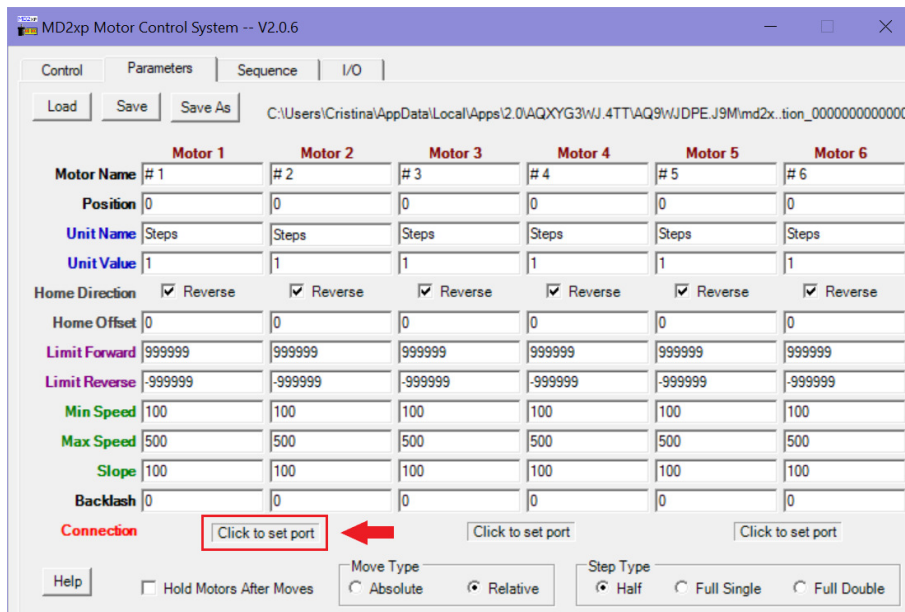 MD2xp Motor Control System -- V2.0.6
Control Parameters Sequence I/O
Load Save Save As C:\Users\Cristina\AppData\Local\Apps\2.0\AQXYG3WJ.4TT\AQ9WJDPE.J9M\md2x..tion_0000000000000
Motor 1 Motor 2 Motor 3 Motor 4 Motor 5 Motor 6
Motor Name # 1 # 2 # 3 # 4 # 5 # 6
Position 0 0 0 0 0 0
Unit Name Steps Steps Steps Steps Steps Steps
Unit Value 1 1 1 1 1 1
Home Direction Reverse Reverse Reverse Reverse Reverse Reverse
Home Offset 0 0 0 0 0 0
Limit Forward 999999 999999 999999 999999 999999 999999
Limit Reverse -999999 -999999 -999999 -999999 -999999 -999999
Min Speed 100 100 100 100 100 100
Max Speed 500 500 500 500 500 500
Slope 100 100 100 100 100 100
Backlash 0 0 0 0 0 0
Connection Click to set port Click to set port Click to set port
Move Type Step Type
Help Hold Motors After Moves Absolute Relative Half Full Single Full Double